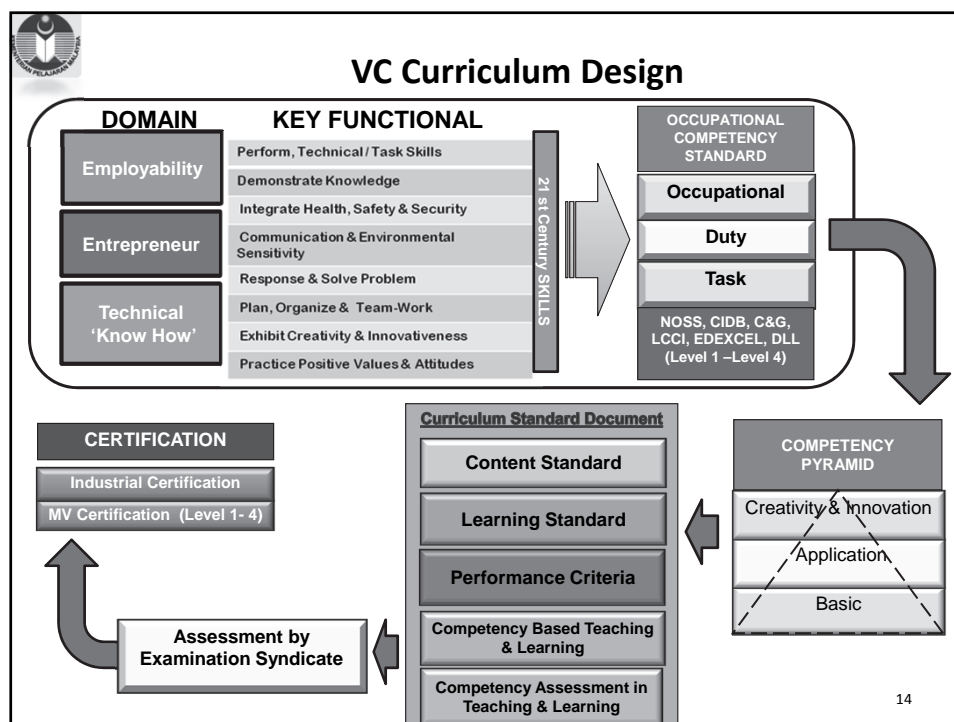 KEMENTERIAN PELAJARAN MALAYSIA
VC Curriculum Design
DOMAIN
Employability
Entrepreneur
Technical
‘Know How’
KEY FUNCTIONAL
Perform, Technical / Task Skills
Demonstrate Knowledge
Integrate Health, Safety & Security
Communication & Environmental
Sensitivity
Response & Solve Problem
Plan, Organize & Team-Work
Exhibit Creativity & Innovativeness
Practice Positive Values & Attitudes
21 st Century SKILLS
OCCUPATIONAL
COMPETENCY
STANDARD
Occupational
Duty
Task
NOSS, CIDB, C&G,
LCCI, EDEXCEL, DLL
(Level 1 –Level 4)
COMPETENCY
PYRAMID
Creativity & Innovation
Application
Basic
Curriculum Standard Document
Content Standard
Learning Standard
Performance Criteria
Competency Based Teaching
& Learning
Competency Assessment in
Teaching & Learning
Assessment by
Examination Syndicate
CERTIFICATION
Industrial Certification
MV Certification (Level 1- 4)
14